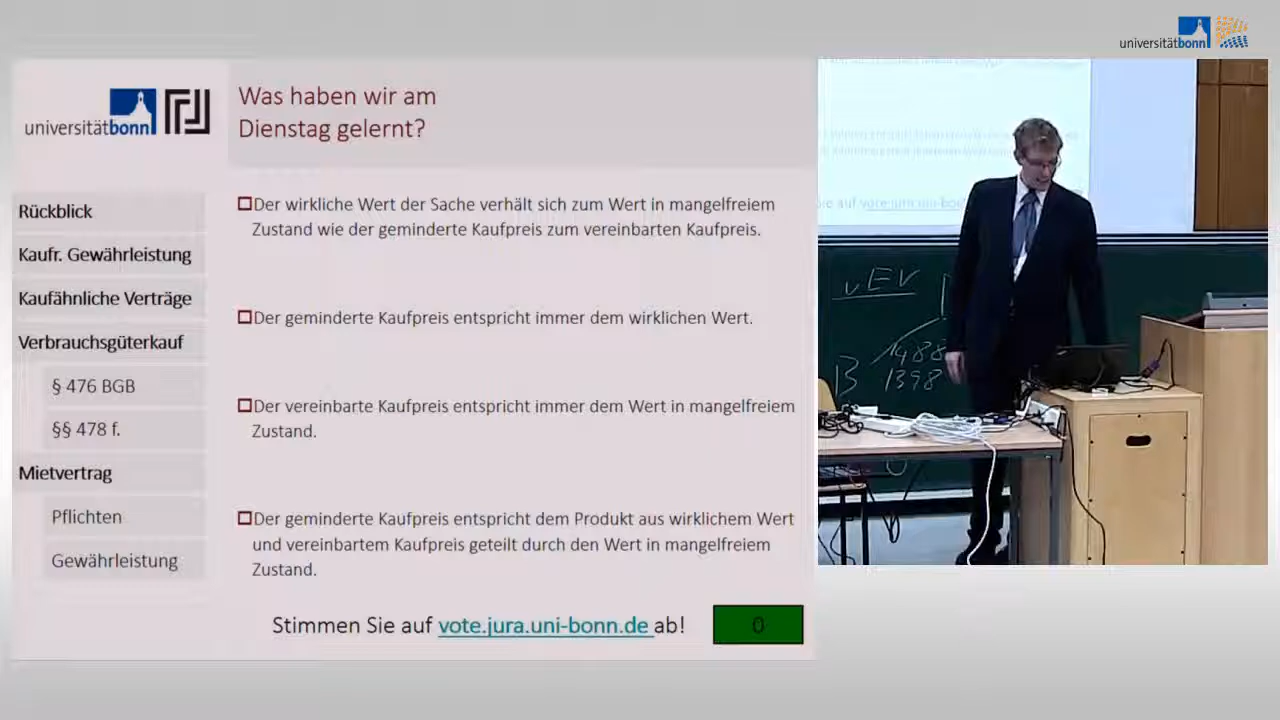 universitätbonn
universitätbonn
Was haben wir am
Dienstag gelernt?
Rückblick
Kaufr. Gewährleistung
Kaufähnliche Verträge
Verbrauchsgüterkauf
§ 476 BGB
§§ 478 f.
Mietvertrag
Pflichten
Gewährleistung
Der wirkliche Wert der Sache verhält sich zum Wert in mangelfreiem
Zustand wie der geminderte Kaufpreis zum vereinbarten Kaufpreis.
Der geminderte Kaufpreis entspricht immer dem wirklichen Wert.
Der vereinbarte Kaufpreis entspricht immer dem Wert in mangelfreiem
Zustand.
Der geminderte Kaufpreis entspricht dem Produkt aus wirklichem Wert
und vereinbartem Kaufpreis geteilt durch den Wert in mangelfreiem
Zustand.
Stimmen Sie auf vote.jura.uni-bonn.de ab!
0
vEV
1488
1398